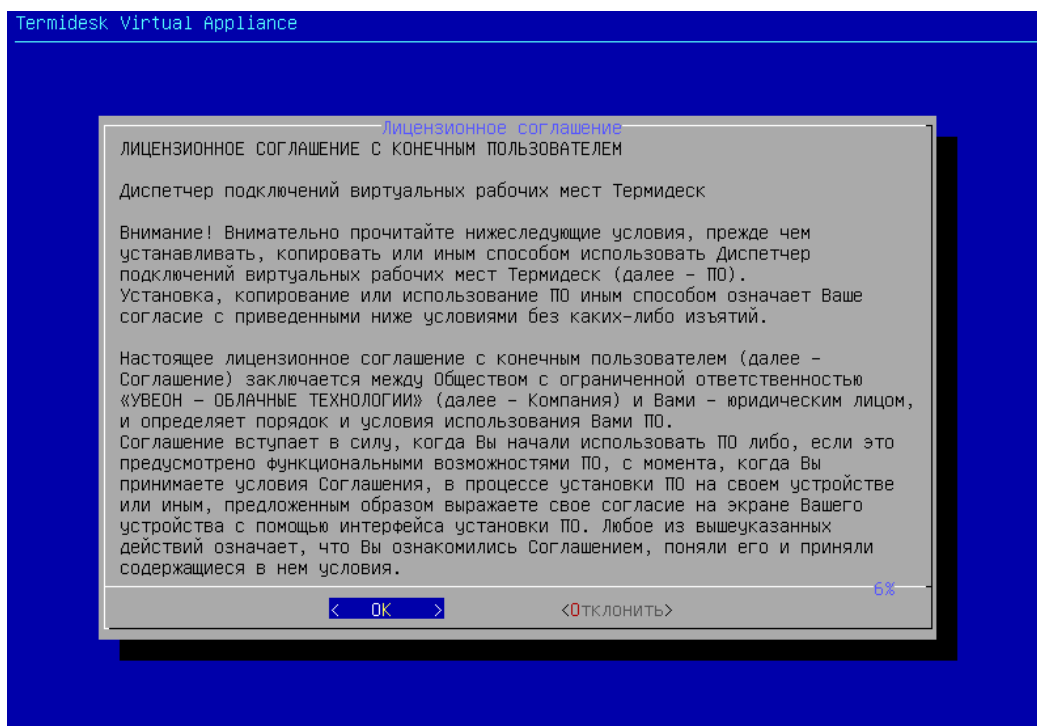 Termidesk Virtual Appliance
Лицензионное соглашение
ЛИЦЕНЗИОННОЕ СОГЛАШЕНИЕ С КОНЕЧНЫМ ПОЛЬЗОВАТЕЛЕМ
Диспетчер подключений виртуальных рабочих мест Термидеск
Внимание! Внимательно прочитайте нижеследующие условия, прежде чем
устанавливать, копировать или иным способом использовать Диспетчер
подключений виртуальных рабочих мест Термидеск (далее – ПО).
Установка, копирование или использование ПО иным способом означает Ваше
согласие с приведенными ниже условиями без каких-либо изъятий.
Настоящее лицензионное соглашение с конечным пользователем (далее –
Соглашение) заключается между Обществом с ограниченной ответственностью
«УВЕОН – ОБЛАЧНЫЕ ТЕХНОЛОГИИ» (далее – Компания) и Вами – юридическим лицом,
и определяет порядок и условия использования Вами ПО.
Соглашение вступает в силу, когда Вы начали использовать ПО либо, если это
предусмотрено функциональными возможностями ПО, с момента, когда Вы
принимаете условия Соглашения, в процессе установки ПО на своем устройстве
или иным, предложенным образом выражаете свое согласие на экране Вашего
устройства с помощью интерфейса установки ПО. Любое из вышеуказанных
действий означает, что Вы ознакомились Соглашением, поняли его и приняли
содержащиеся в нем условия.
6%
< OK > <Отклонить>